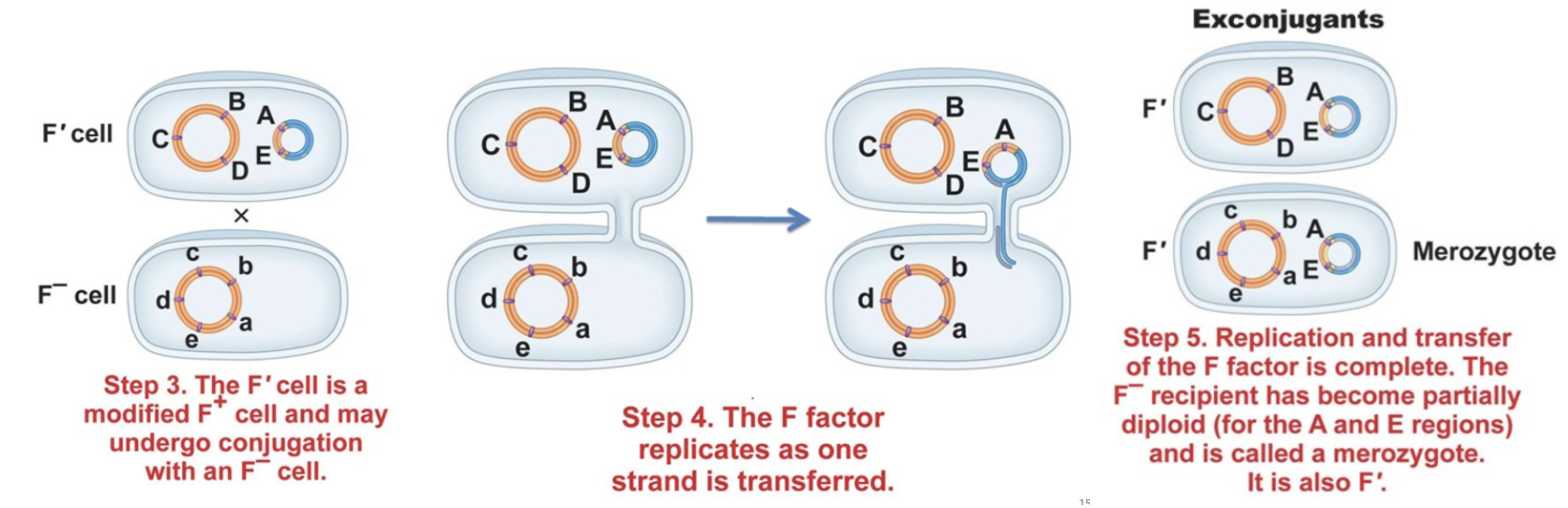 Exconjugants
F′ cell
B
A
C
E
D
×
F⁻ cell
c
b
d
a
e
Step 3. The F′ cell is a
modified F⁺ cell and may
undergo conjugation
with an F⁻ cell.
B
A
C
E
D
c
b
d
a
e
B
A
C
E
D
c
b
d
a
e
Step 4. The F factor
replicates as one
strand is transferred.
F′
B
A
C
E
D
F′
c
b
A
d
a
E
e
Merozygote
Step 5. Replication and transfer
of the F factor is complete. The
F⁻ recipient has become partially
diploid (for the A and E regions)
and is called a merozygote.
It is also F′.
15